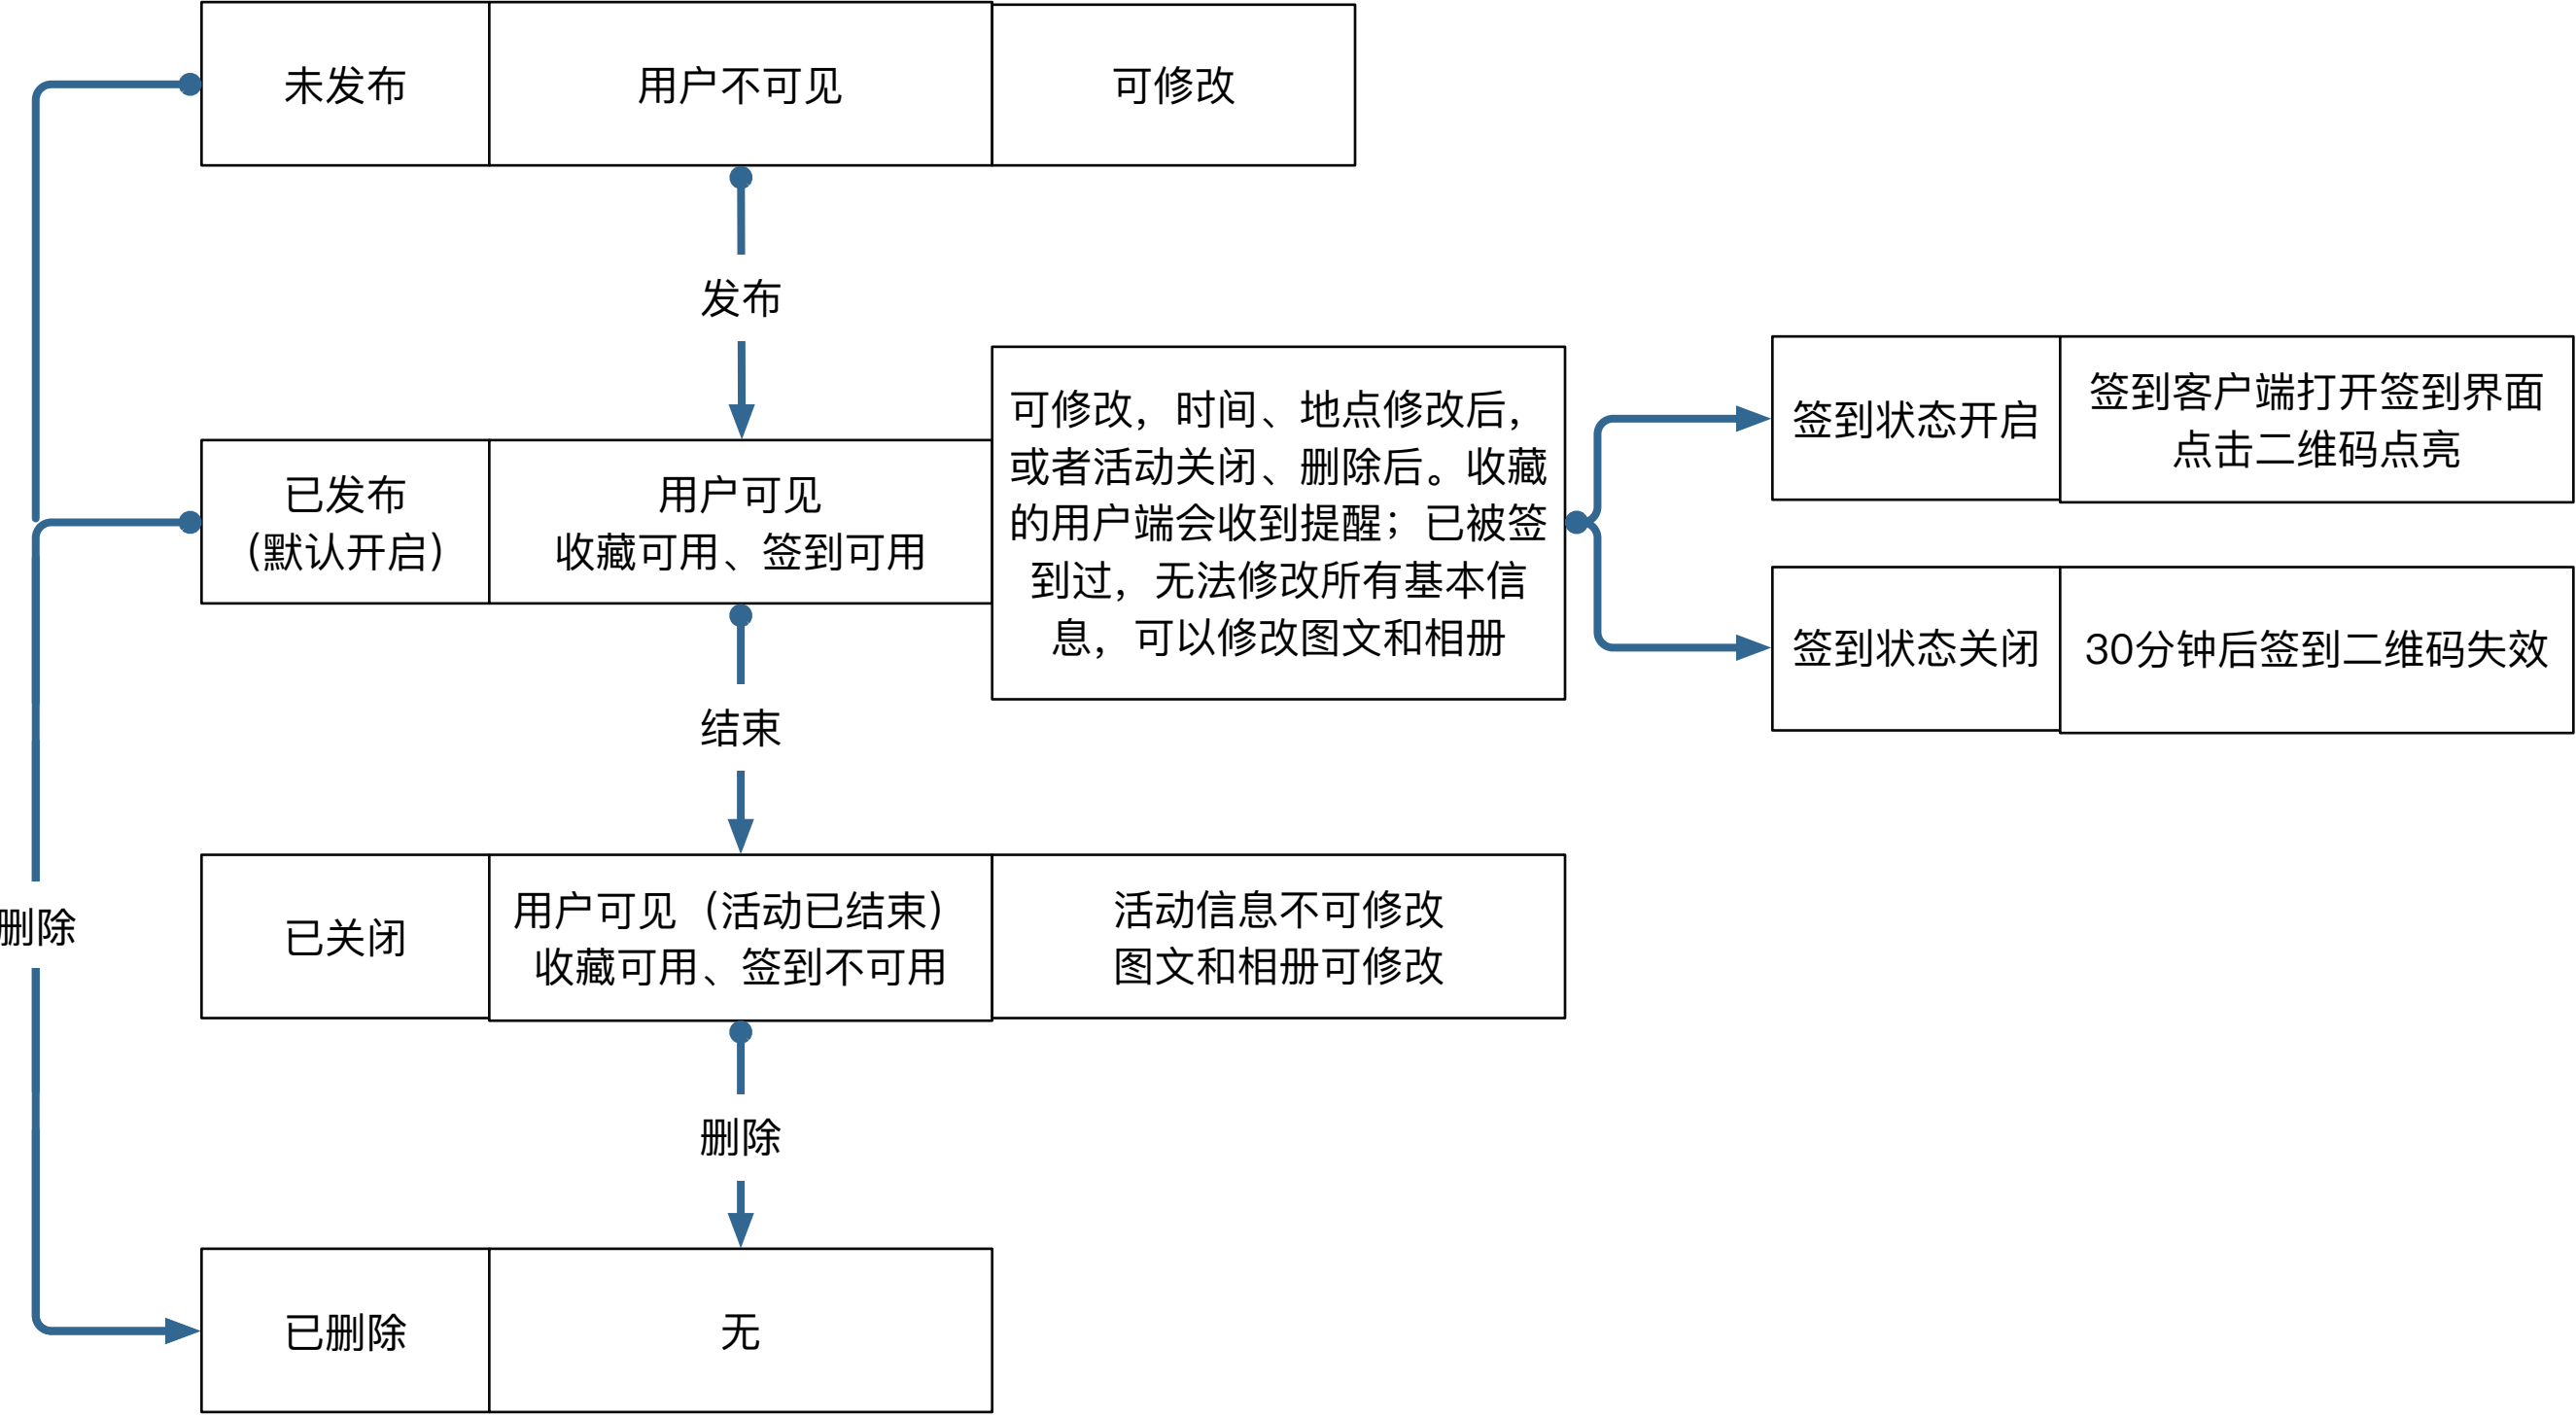 未发布
用户不可见
可修改
发布
已发布
(默认开启)
用户可见
收藏可用、签到可用
可修改，时间、地点修改后，
或者活动关闭、删除后。收藏
的用户端会收到提醒；已被签
到过，无法修改所有基本信
息，可以修改图文和相册
签到状态开启
签到客户端打开签到界面
点击二维码点亮
签到状态关闭
30分钟后签到二维码失效
结束
删除
已关闭
用户可见（活动已结束）
收藏可用、签到不可用
活动信息不可修改
图文和相册可修改
删除
已删除
无